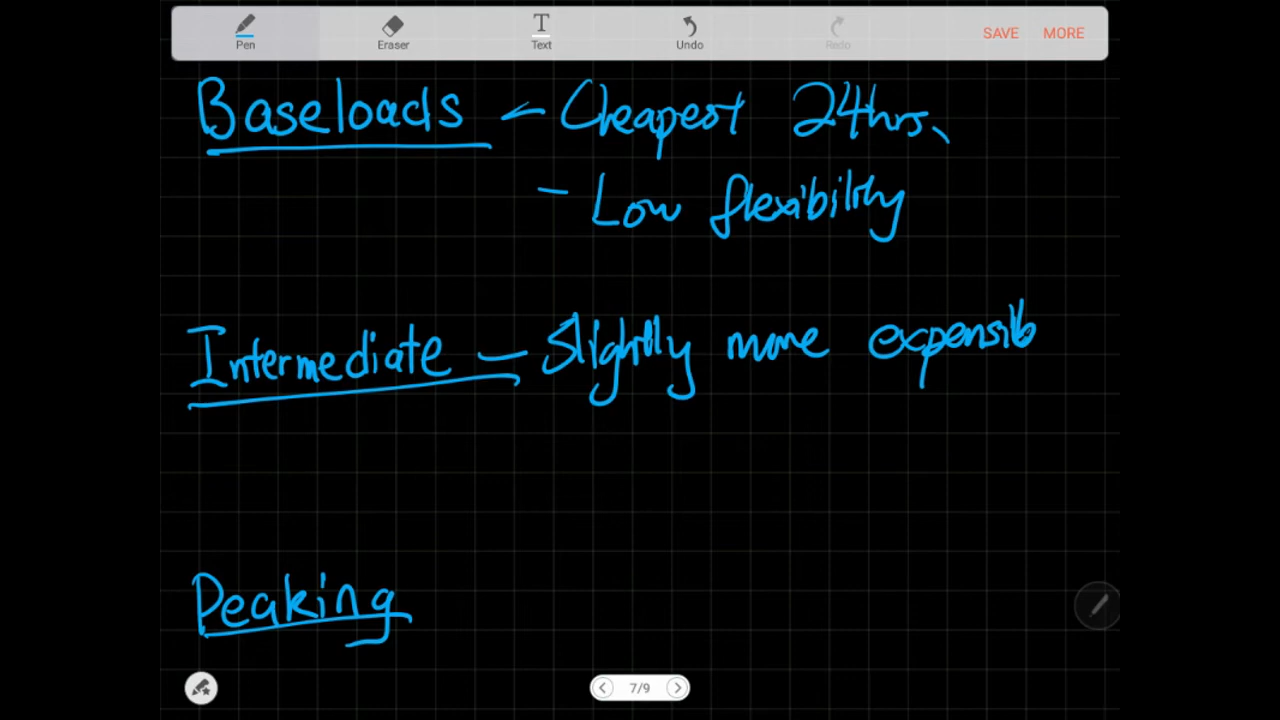 Pen Eraser Text Undo Redo SAVE MORE
Baseloads - Cheapest 24hrs.
- Low flexibility
Intermediate - Slightly more expensib
Peaking
7/9